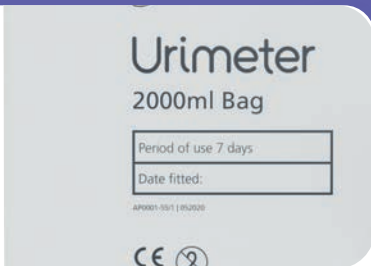 Urimeter
2000ml Bag
Period of use 7 days
Date fitted:
AP0001-55/1 | 052020
CE